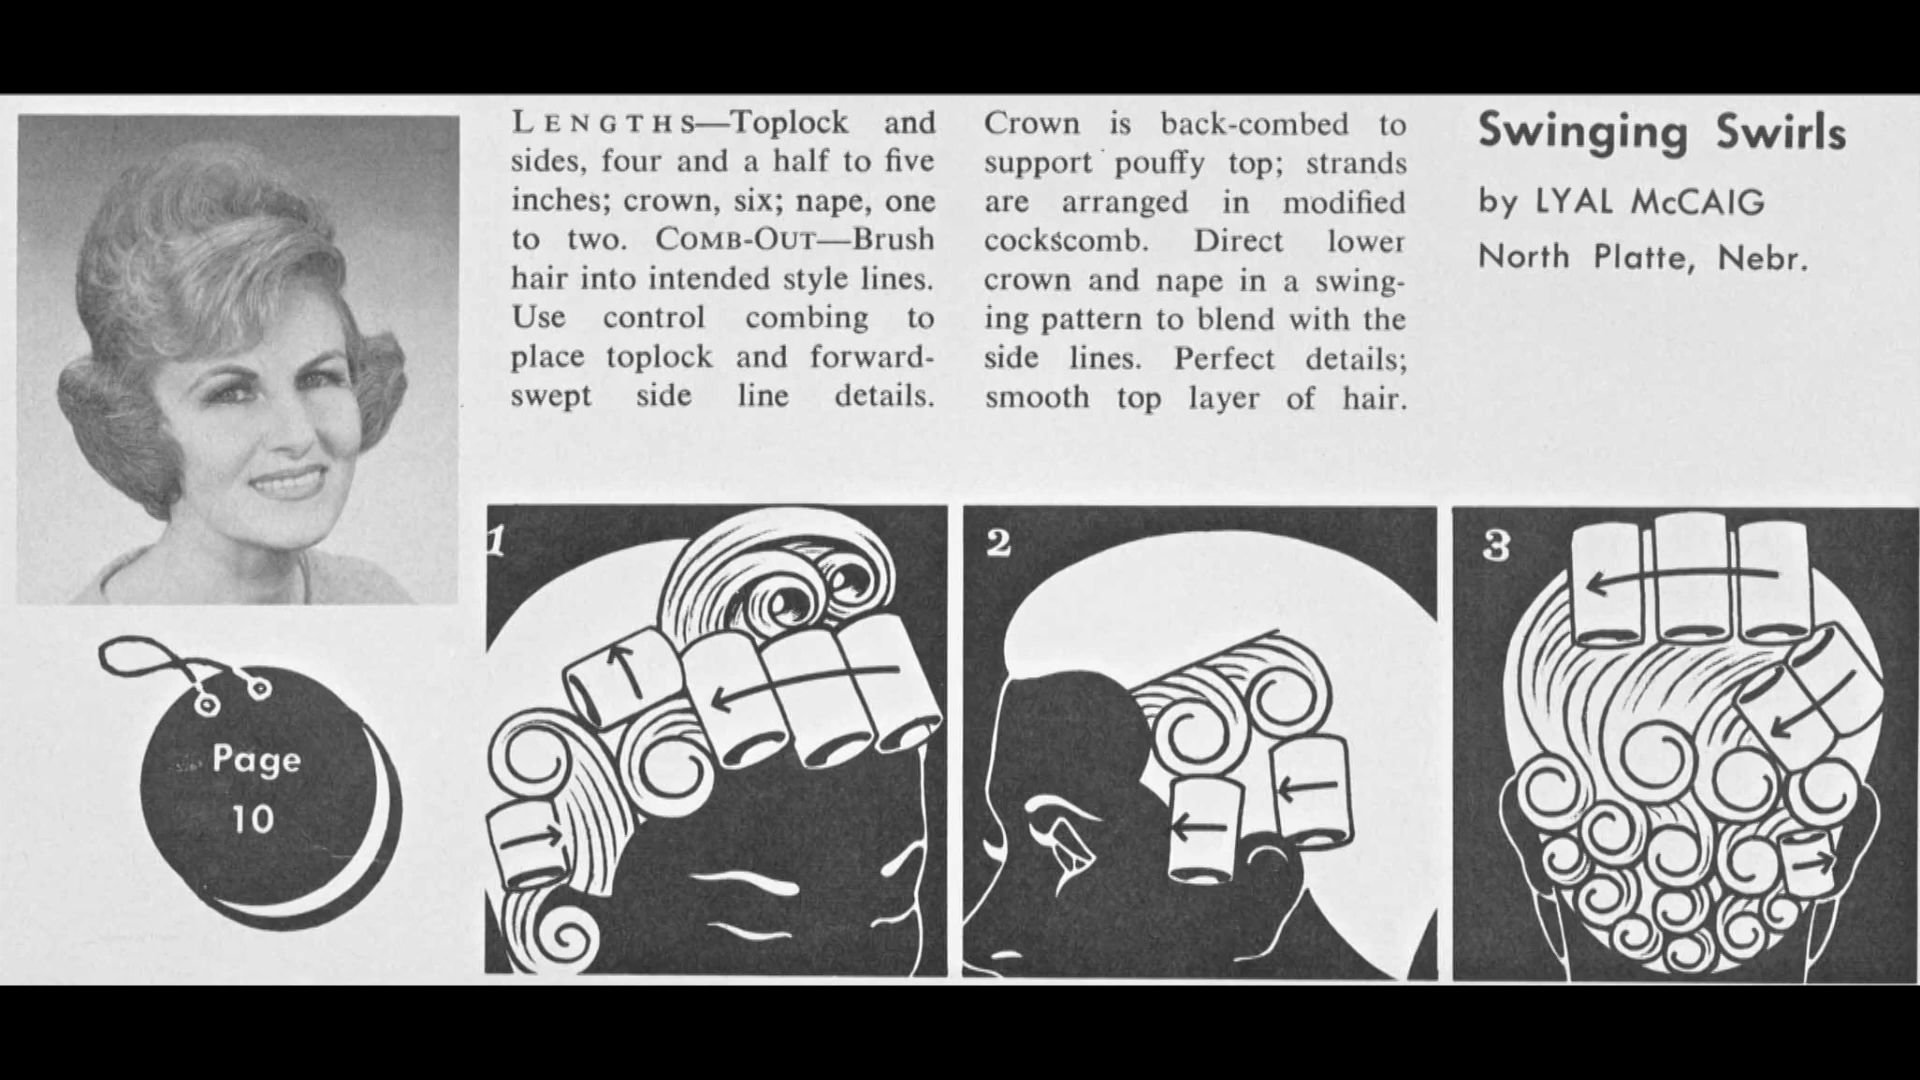 LENGTHS—Toplock and
sides, four and a half to five
inches; crown, six; nape, one
to two. COMB-OUT—Brush
hair into intended style lines.
Use control combing to
place toplock and forward-
swept side line details.
Crown is back-combed to
support pouffy top; strands
are arranged in modified
cockscomb. Direct lower
crown and nape in a swing-
ing pattern to blend with the
side lines. Perfect details;
smooth top layer of hair.
Swinging Swirls
by LYAL McCAIG
North Platte, Nebr.
Page
10
1
2
3